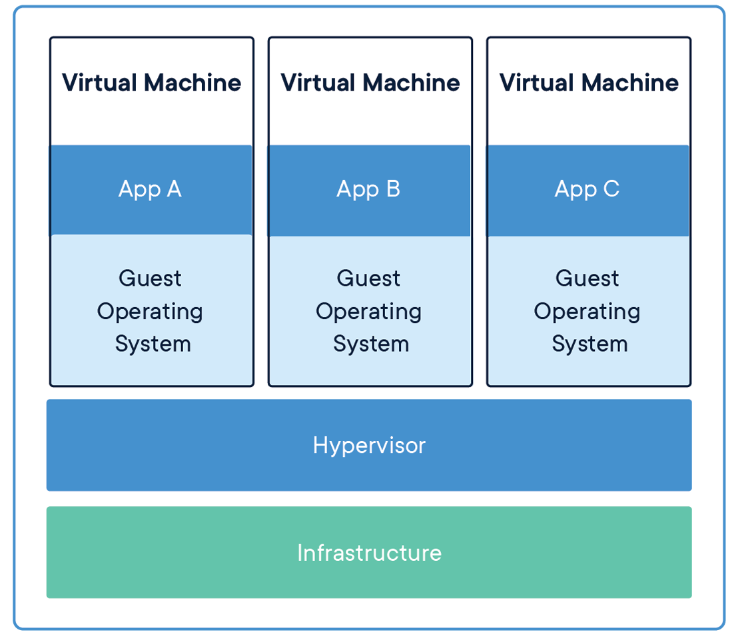 Virtual Machine
App A
Guest
Operating
System
Virtual Machine
App B
Guest
Operating
System
Virtual Machine
App C
Guest
Operating
System
Hypervisor
Infrastructure